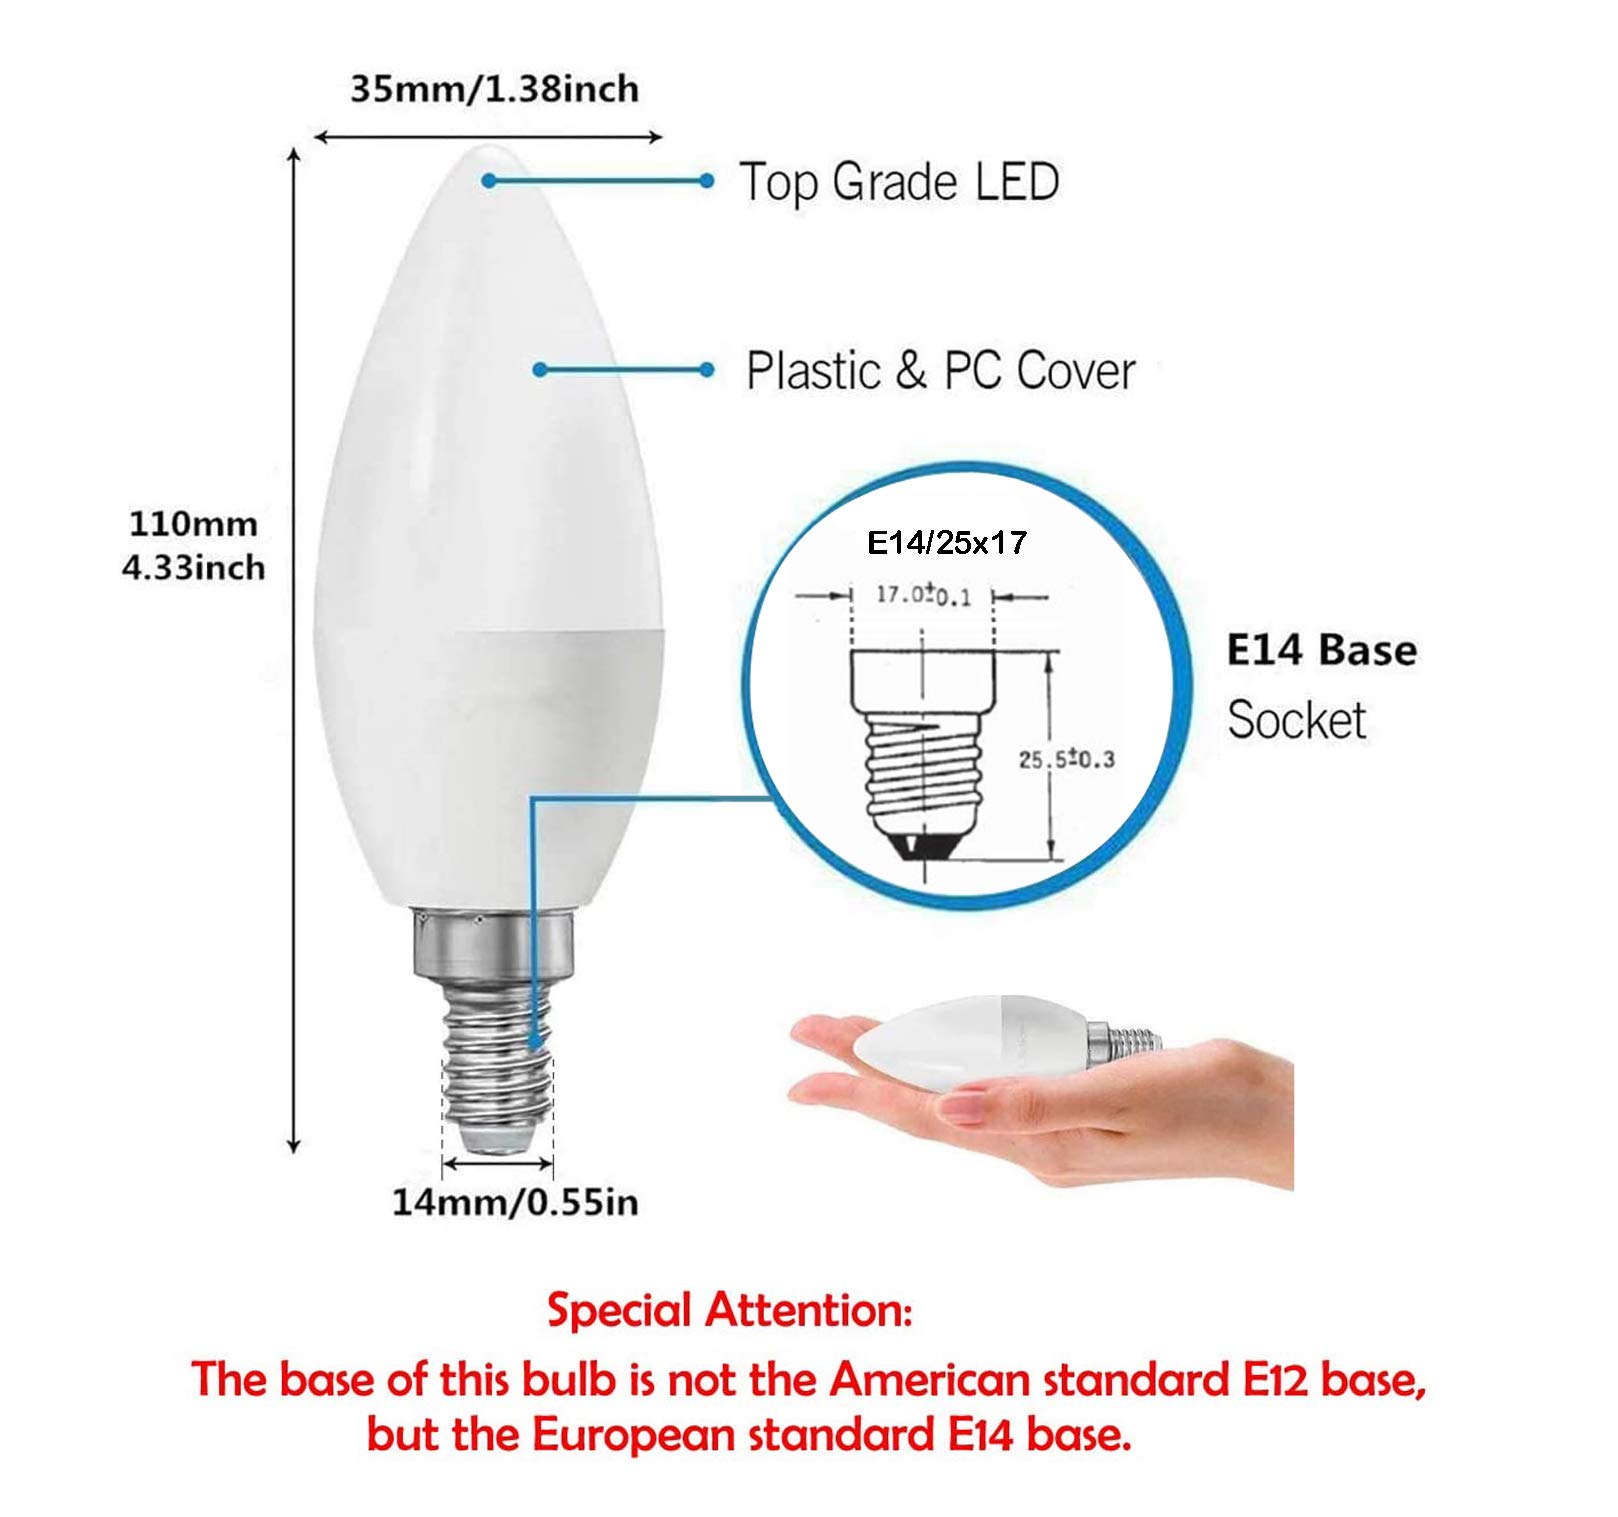 35mm/1.38inch
Top Grade LED
Plastic & PC Cover
110mm
4.33inch
E14/25x17
17.0±0.1
25.5±0.3
E14 Base
Socket
14mm/0.55in
Special Attention:
The base of this bulb is not the American standard E12 base,
but the European standard E14 base.